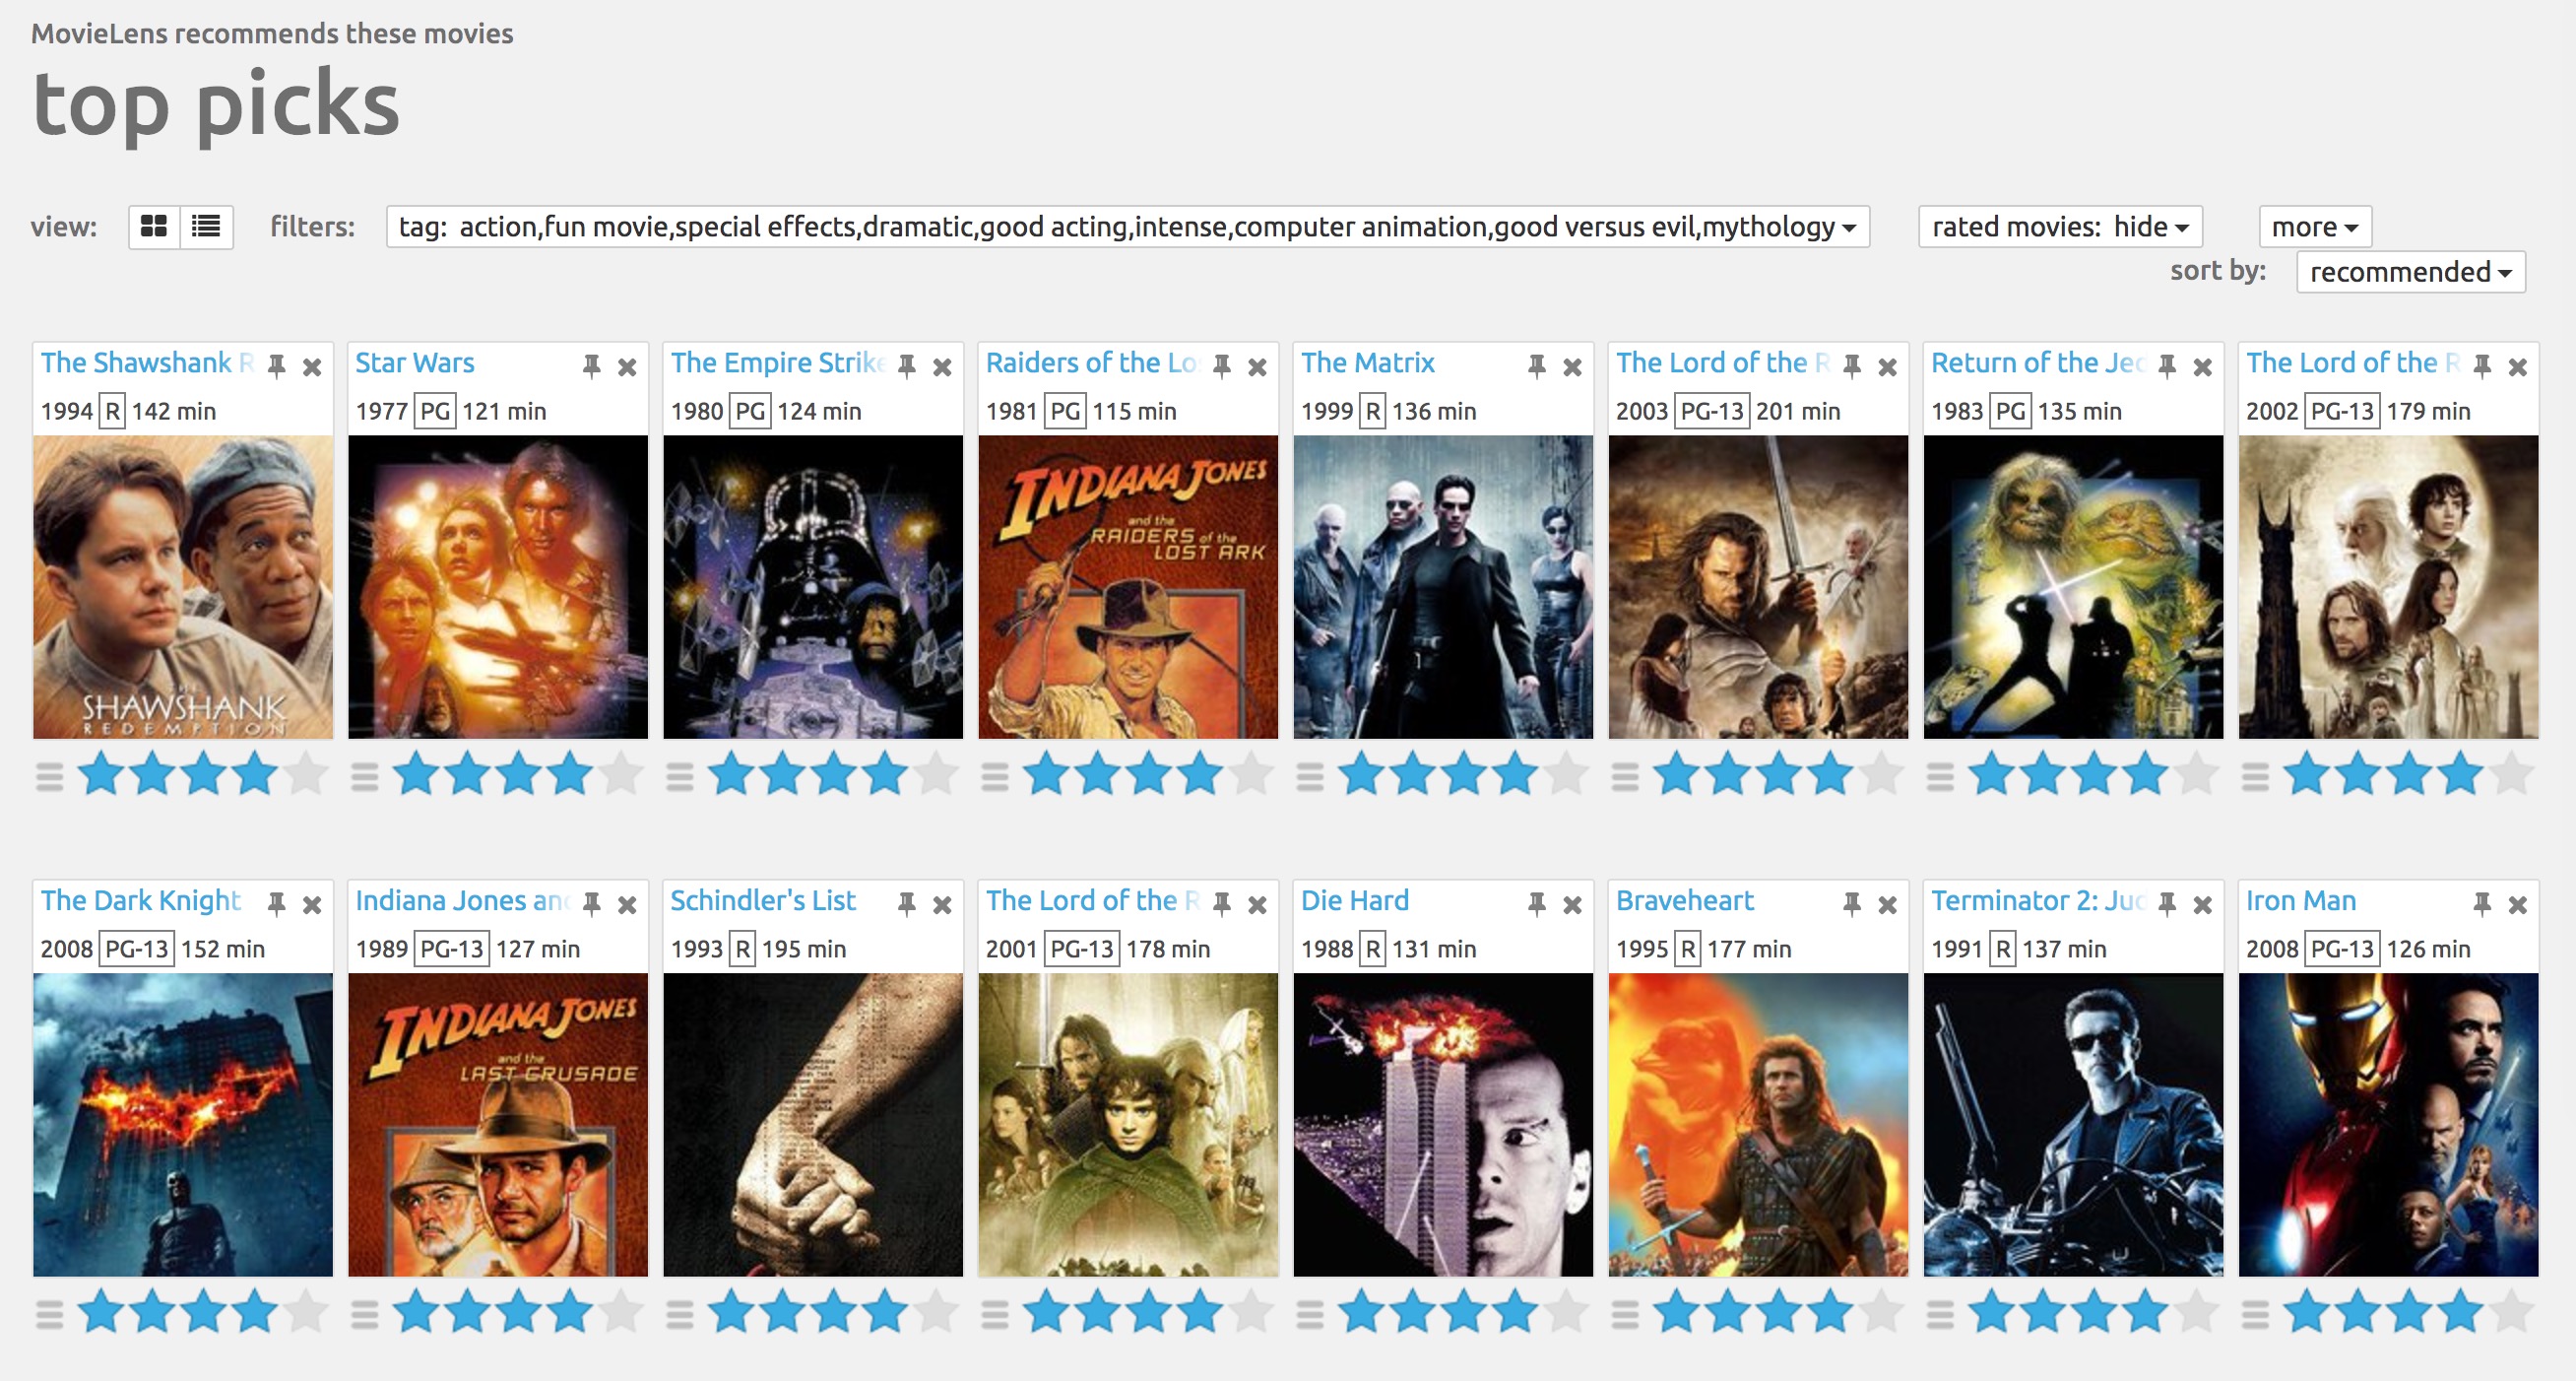 MovieLens recommends these movies
top picks
view:
filters:
tag: action,fun movie,special effects,dramatic,good acting,intense,computer animation,good versus evil,mythology
rated movies: hide
more
sort by:
recommended
The Shawshank R
1994 R 142 min
SHAWSHANK
REDEMPTION
Star Wars
1977 PG 121 min
The Empire Strike
1980 PG 124 min
Raiders of the Lo
1981 PG 115 min
INDIANA JONES
and the
RAIDERS of the
LOST ARK
The Matrix
1999 R 136 min
The Lord of the R
2003 PG-13 201 min
Return of the Jed
1983 PG 135 min
The Lord of the R
2002 PG-13 179 min
The Dark Knight
2008 PG-13 152 min
Indiana Jones and
1989 PG-13 127 min
INDIANA JONES
and the
LAST CRUSADE
Schindler's List
1993 R 195 min
The Lord of the R
2001 PG-13 178 min
Die Hard
1988 R 131 min
Braveheart
1995 R 177 min
Terminator 2: Jud
1991 R 137 min
Iron Man
2008 PG-13 126 min